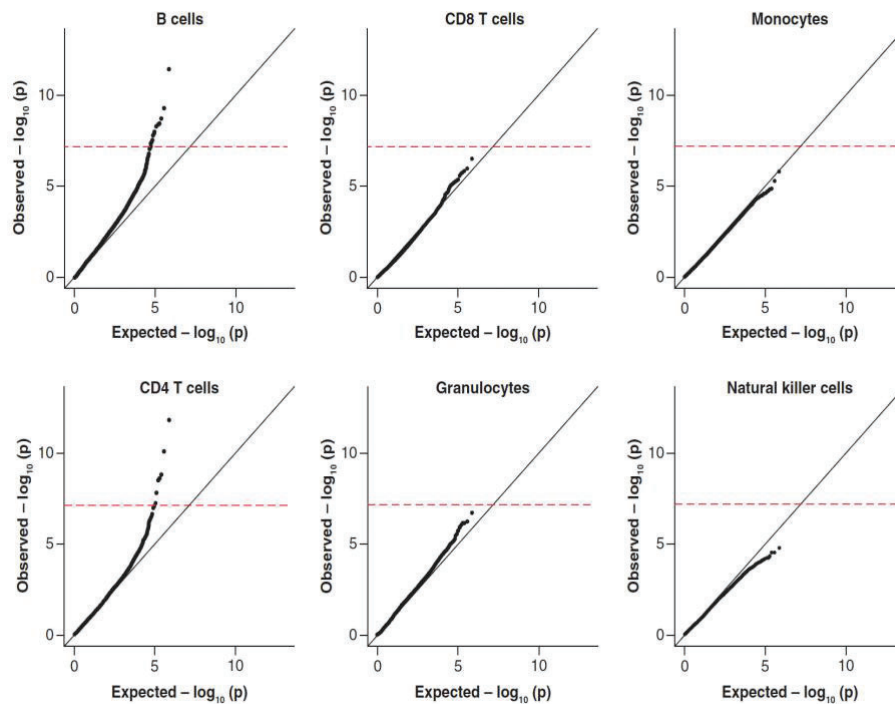 B cells
Observed – log10 (p)
10
5
0
0 5 10
Expected – log10 (p)
CD8 T cells
Observed – log10 (p)
10
5
0
0 5 10
Expected – log10 (p)
Monocytes
Observed – log10 (p)
10
5
0
0 5 10
Expected – log10 (p)
CD4 T cells
Observed – log10 (p)
10
5
0
0 5 10
Expected – log10 (p)
Granulocytes
Observed – log10 (p)
10
5
0
0 5 10
Expected – log10 (p)
Natural killer cells
Observed – log10 (p)
10
5
0
0 5 10
Expected – log10 (p)